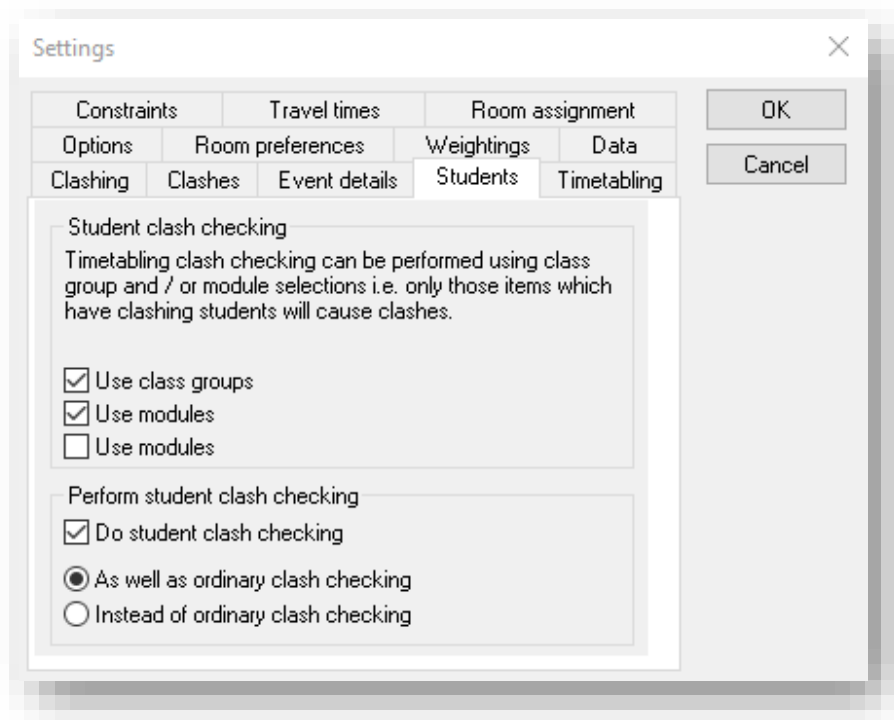 Settings
Constraints Travel times Room assignment
OK
Options Room preferences Weightings Data
Cancel
Clashing Clashes Event details Students Timetabling
Student clash checking
Timetabling clash checking can be performed using class
group and / or module selections i.e. only those items which
have clashing students will cause clashes.
Use class groups
Use modules
Use modules
Perform student clash checking
Do student clash checking
As well as ordinary clash checking
Instead of ordinary clash checking